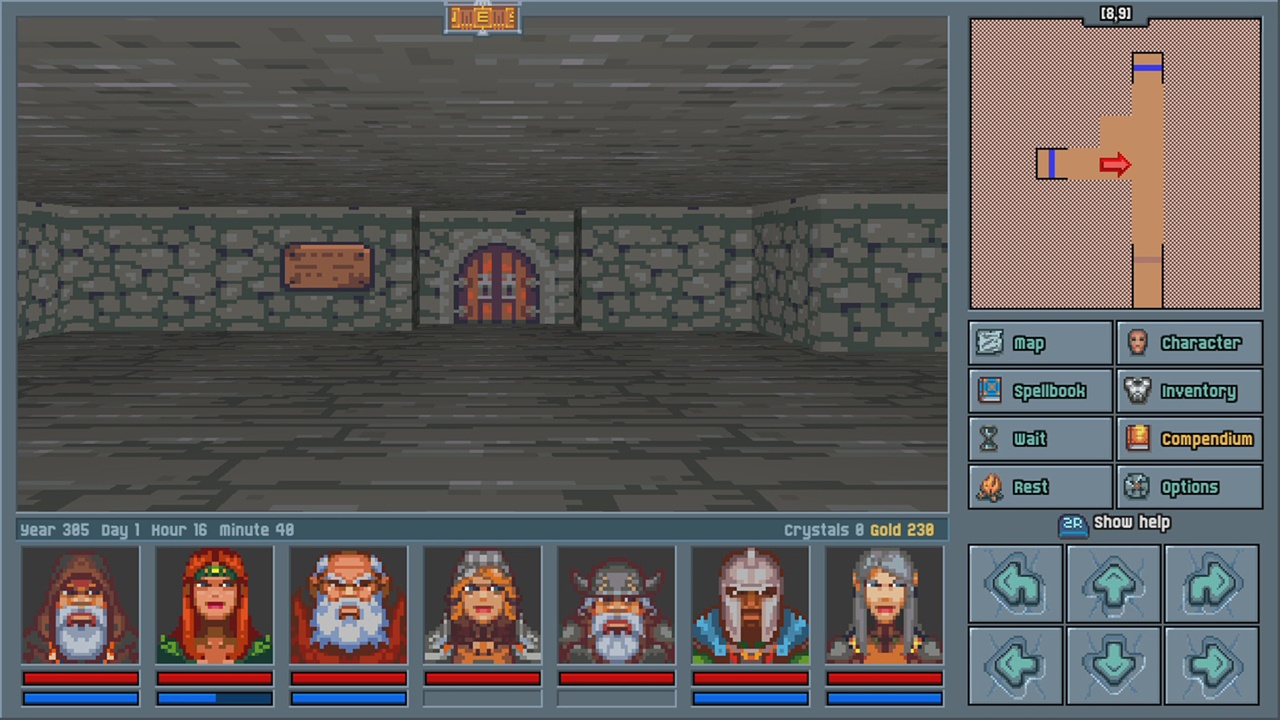 E
[8,9]
Map
Character
Spellbook
Inventory
Wait
Compendium
Rest
Options
2R Show help
Year 305 Day 1 Hour 16 Minute 40
Crystals 0 Gold 230